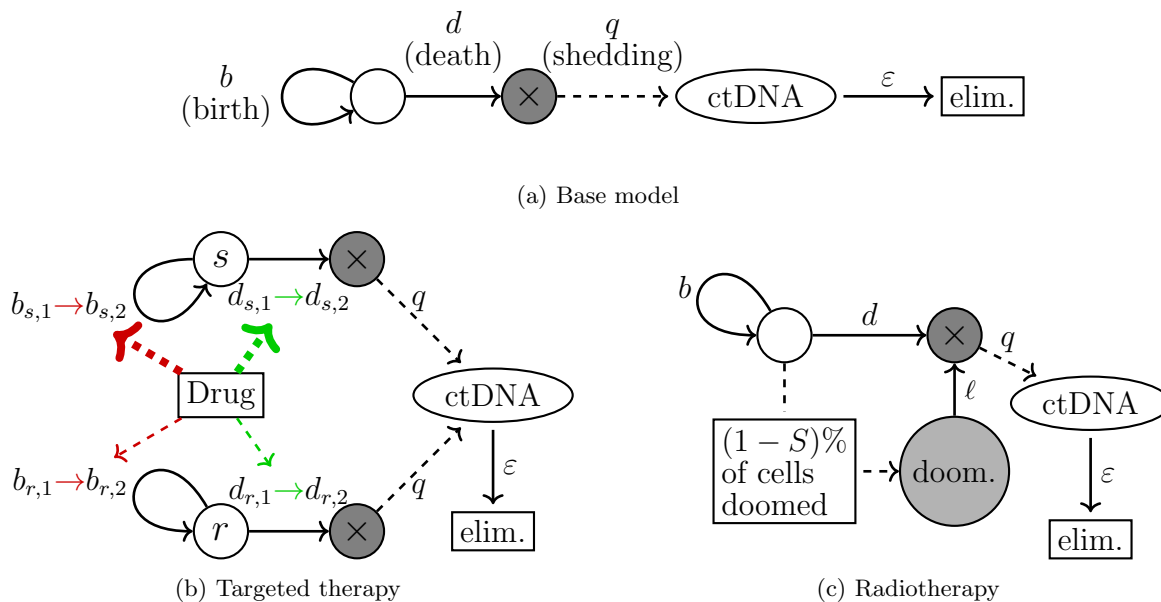 b
(birth)
d
(death)
×
q
(shedding)
ctDNA
ε
elim.
(a) Base model
s
×
b_{s,1}→b_{s,2}
d_{s,1}→d_{s,2}
q
Drug
ctDNA
b_{r,1}→b_{r,2}
d_{r,1}→d_{r,2}
q
ε
r
×
elim.
(b) Targeted therapy
b
d
×
q
ℓ
ctDNA
(1 − S)%
of cells
doomed
doom.
ε
elim.
(c) Radiotherapy